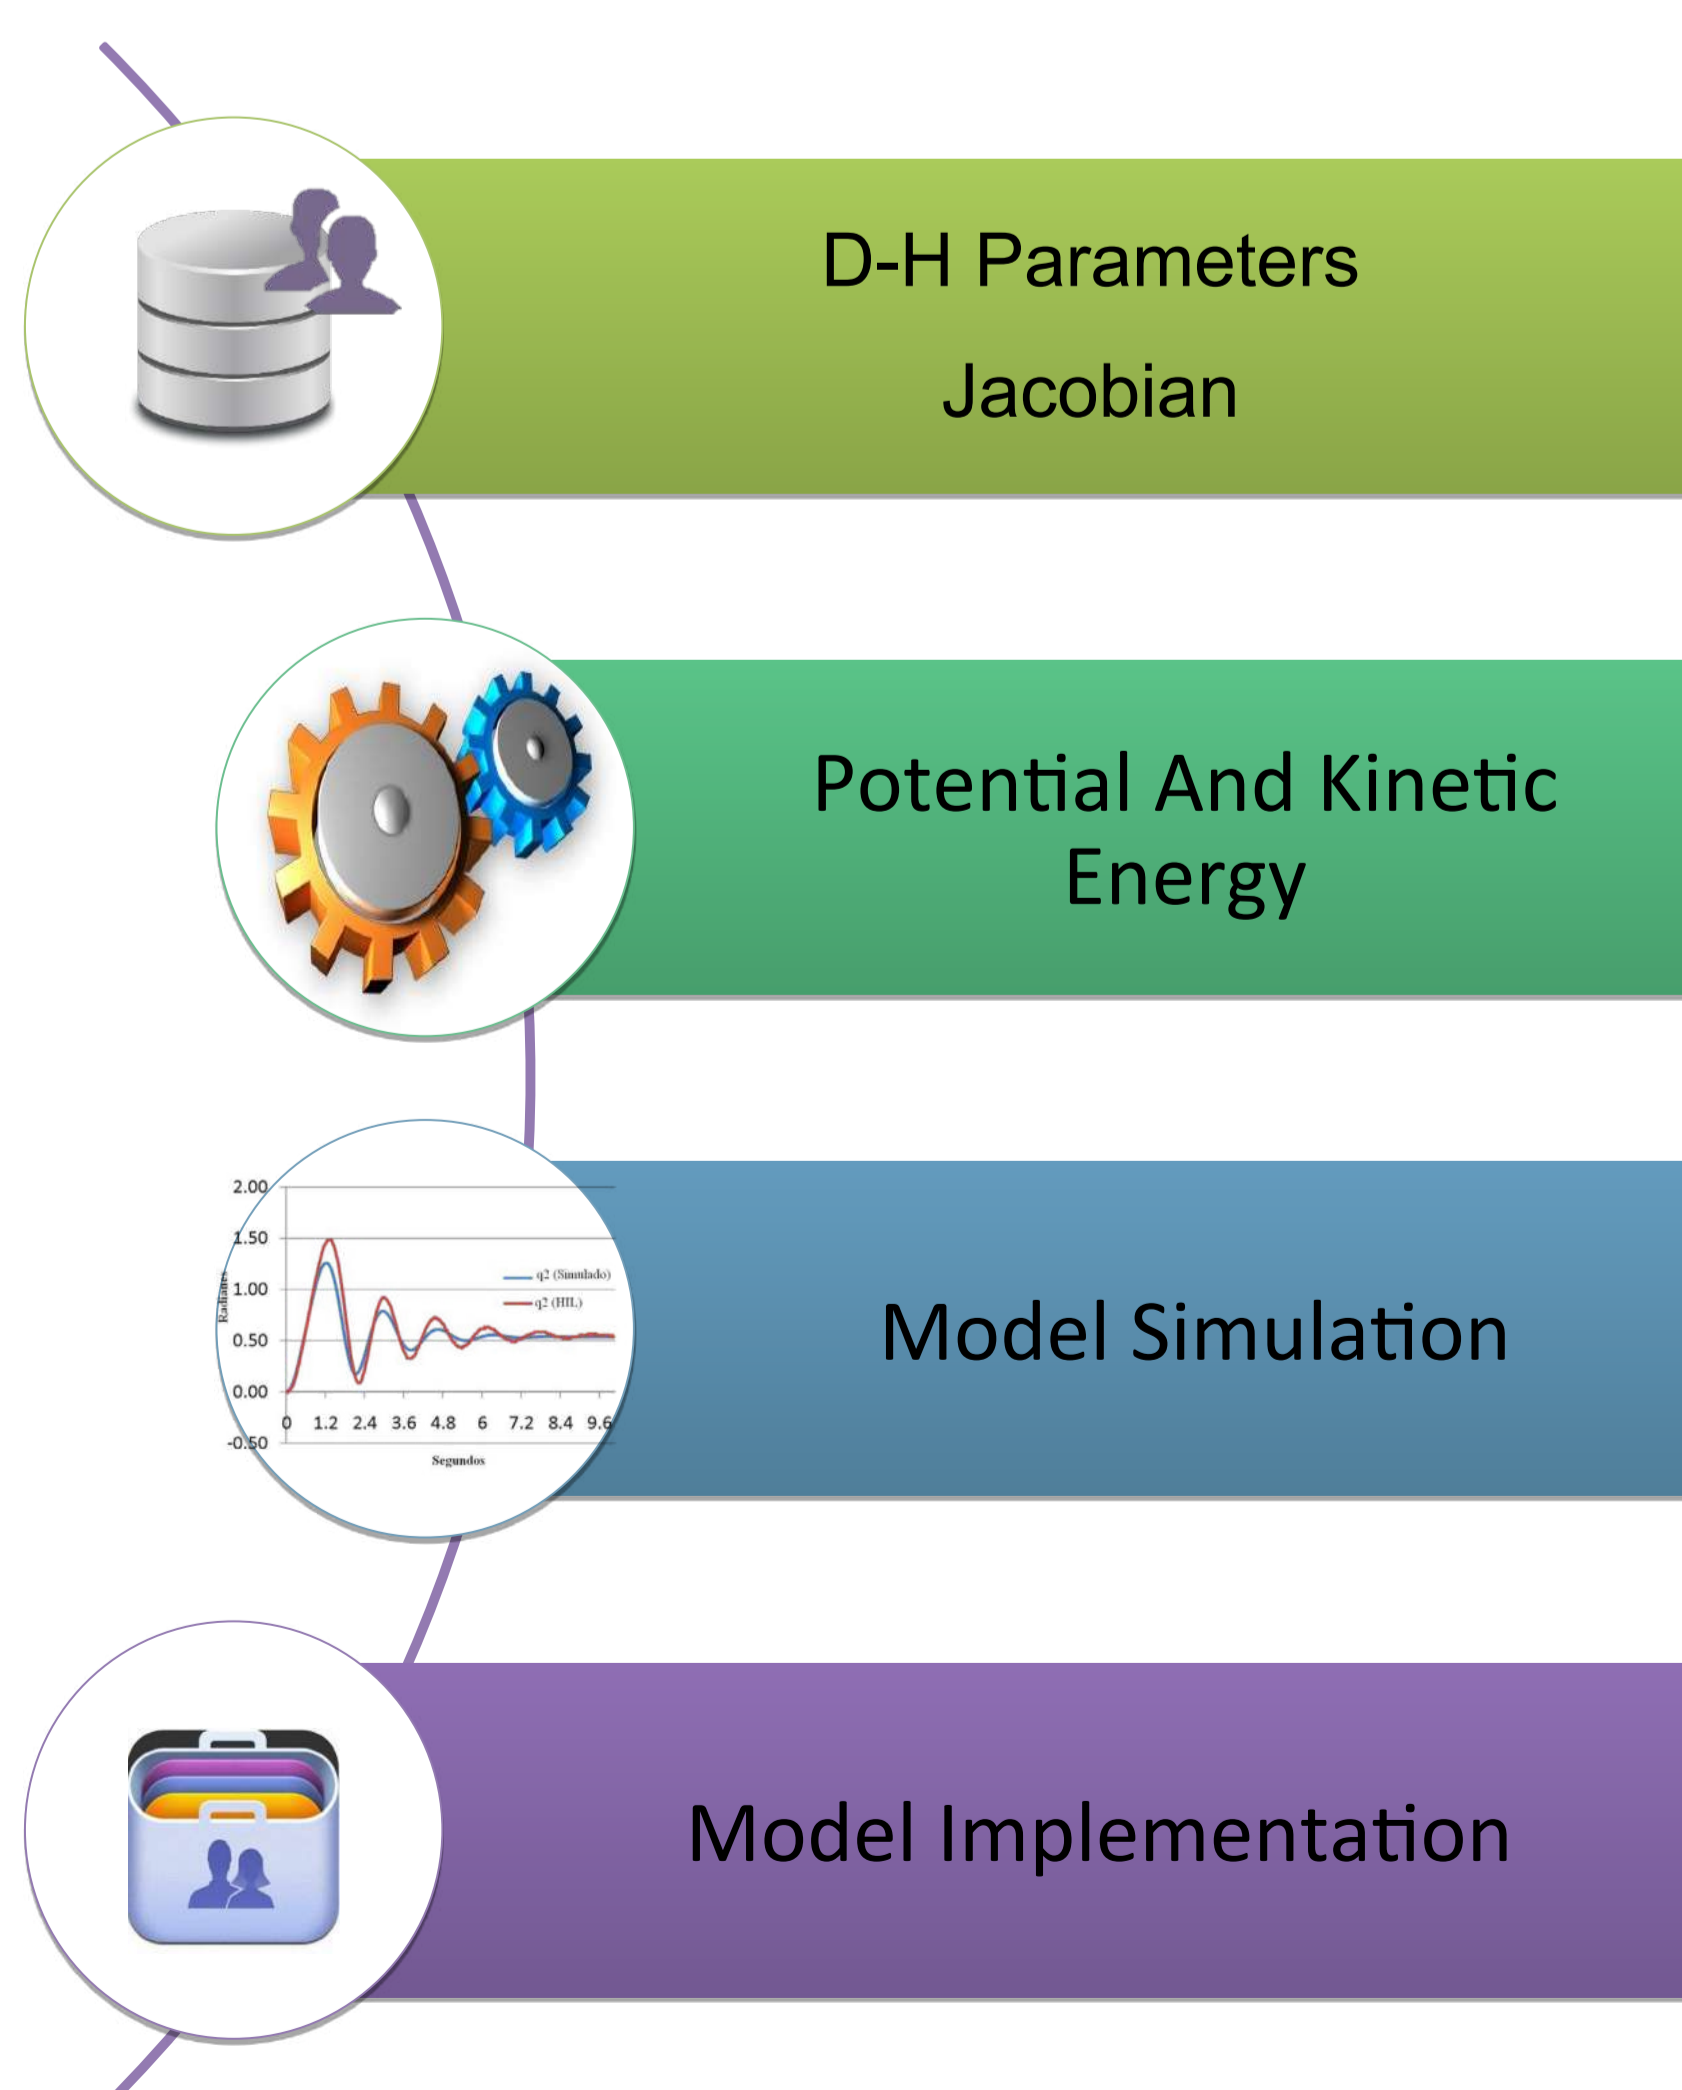 D-H Parameters
Jacobian
Potential And Kinetic
Energy
2.00
1.50
1.00
0.50
0.00
-0.50
Radianes
q2 (Simulado)
q2 (HIL)
0 1.2 2.4 3.6 4.8 6 7.2 8.4 9.6
Segundos
Model Simulation
Model Implementation